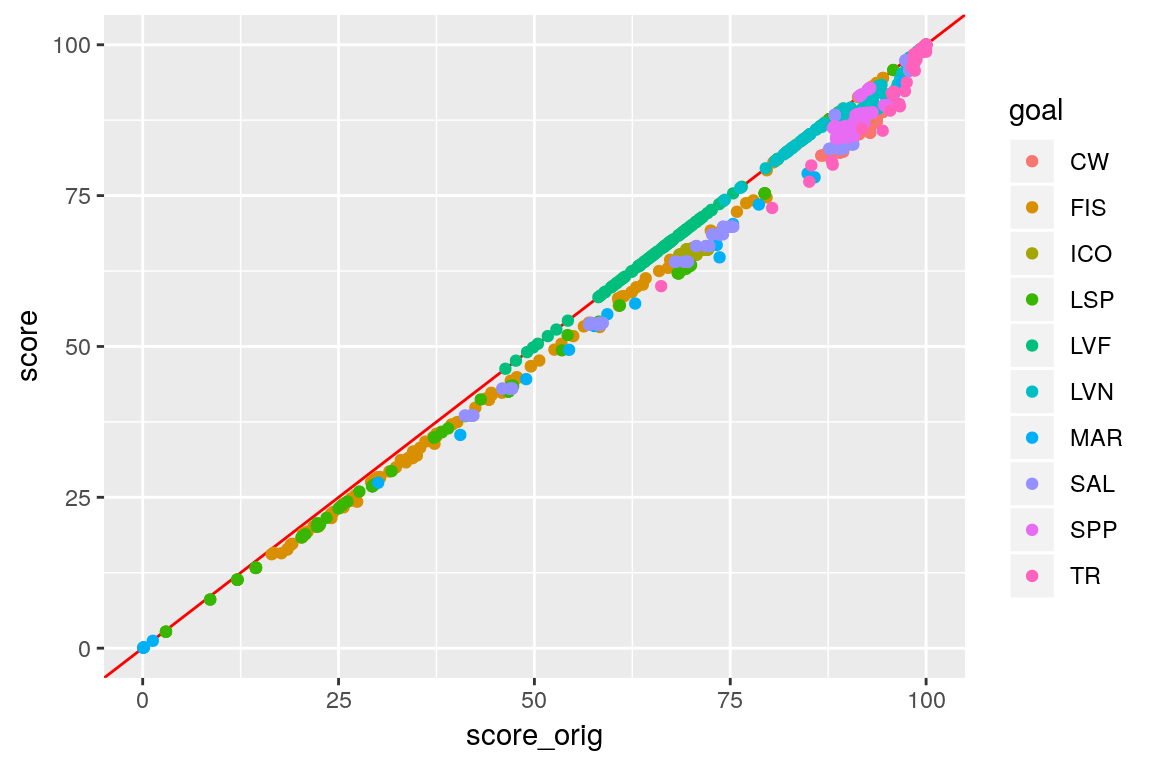 100
75
50
25
0
score
0 25 50 75 100
score_orig
goal
CW
FIS
ICO
LSP
LVF
LVN
MAR
SAL
SPP
TR